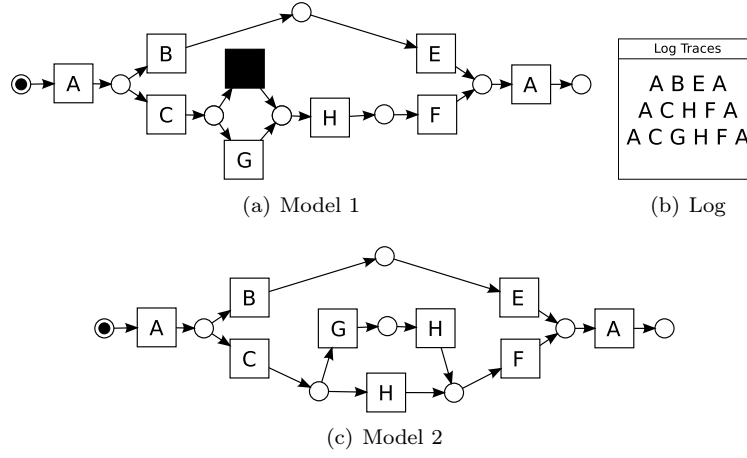 B
E
A
C
G
H
F
A
(a) Model 1
Log Traces
A B E A
A C H F A
A C G H F A
(b) Log
B
E
A
G
H
A
C
F
H
(c) Model 2